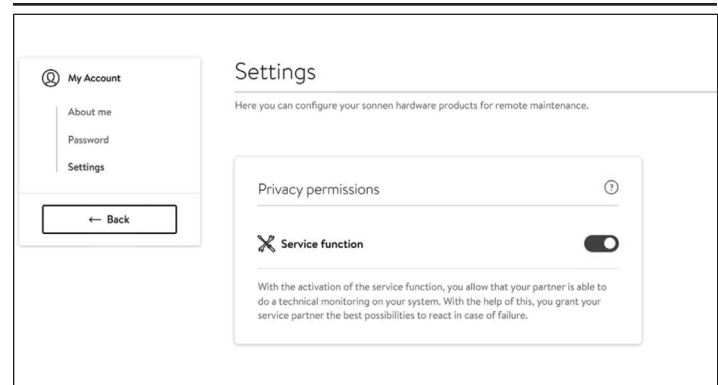 My Account
About me
Password
Settings
← Back
Settings
Here you can configure your sonnen hardware products for remote maintenance.
Privacy permissions
?
Service function
With the activation of the service function, you allow that your partner is able to
do a technical monitoring on your system. With the help of this, you grant your
service partner the best possibilities to react in case of failure.